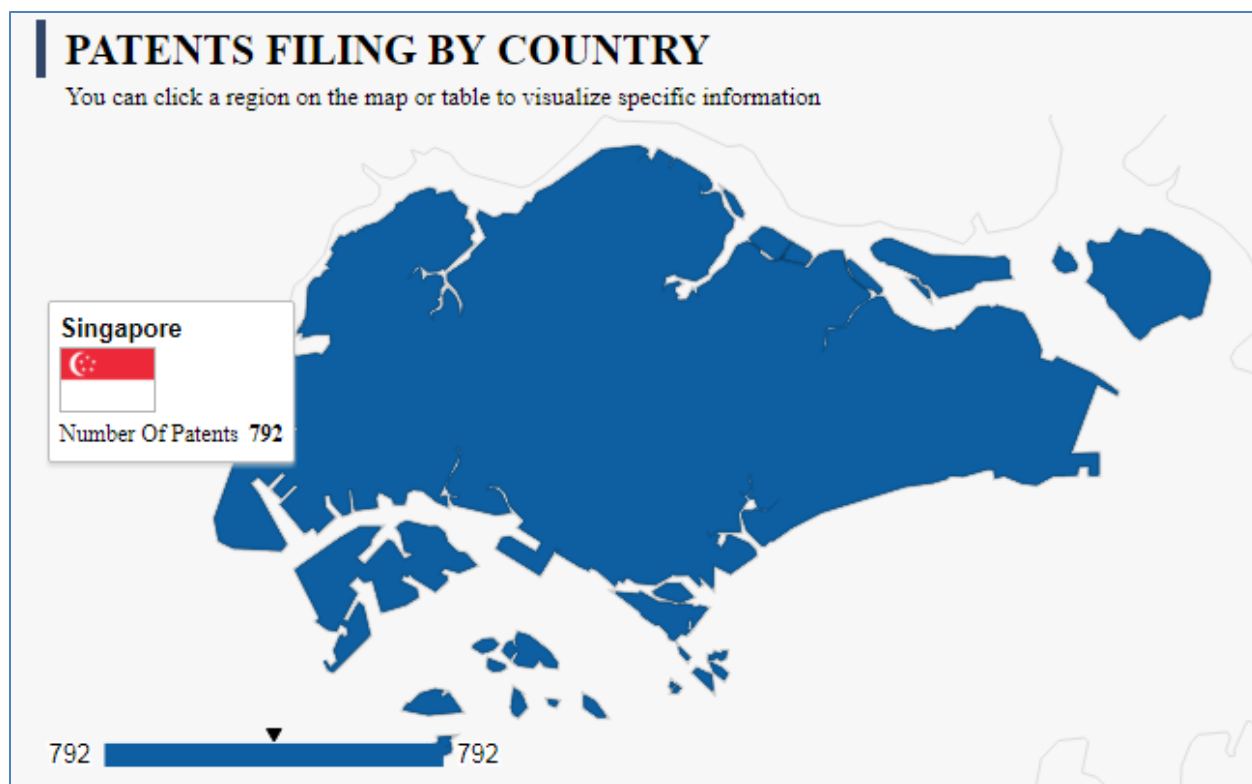 PATENTS FILING BY COUNTRY
You can click a region on the map or table to visualize specific information
Singapore
Number Of Patents 792
792 792